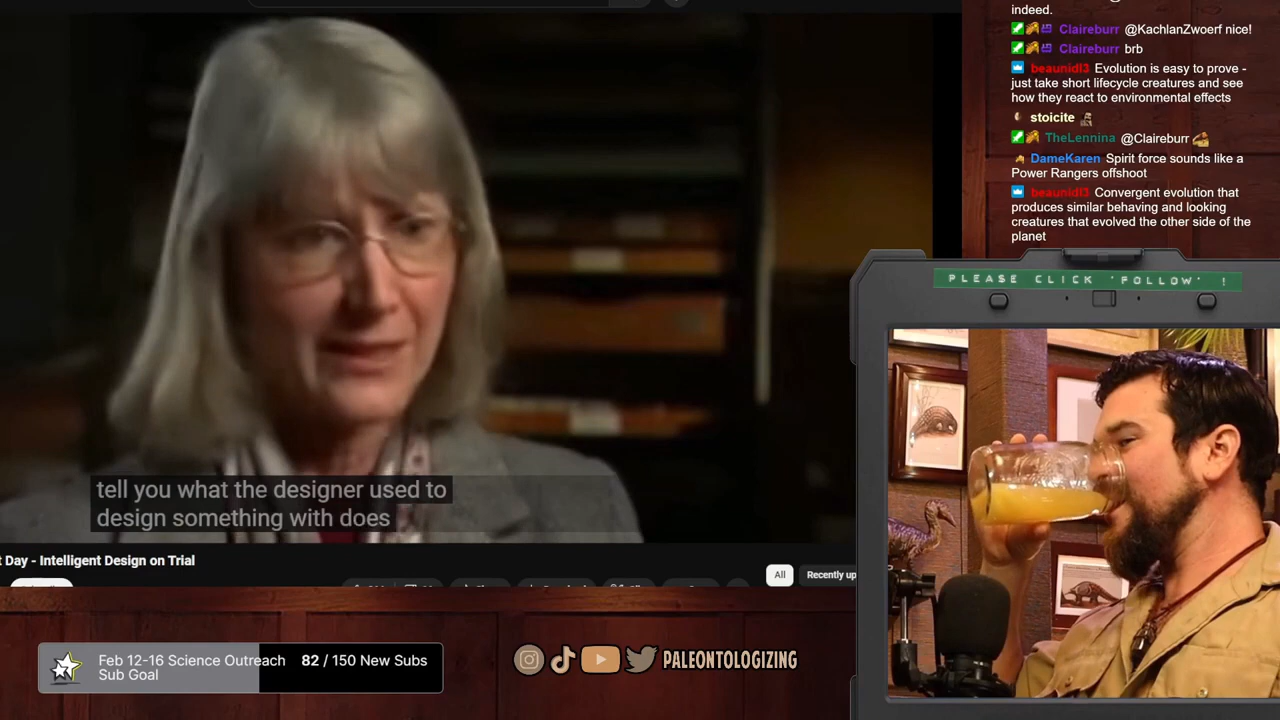 indeed.
Claireburr @KachlanZwoerf nice!
Claireburr brb
beaunidl3 Evolution is easy to prove -
just take short lifecycle creatures and see
how they react to environmental effects
stoicite
TheLennina @Claireburr
DameKaren Spirit force sounds like a
Power Rangers offshoot
beaunidl3 Convergent evolution that
produces similar behaving and looking
creatures that evolved the other side of the
planet
PLEASE CLICK 'FOLLOW' !
tell you what the designer used to
design something with does
Day - Intelligent Design on Trial
All
Recently up
Feb 12-16 Science Outreach
Sub Goal
82 / 150 New Subs
PALEONTOLOGIZING